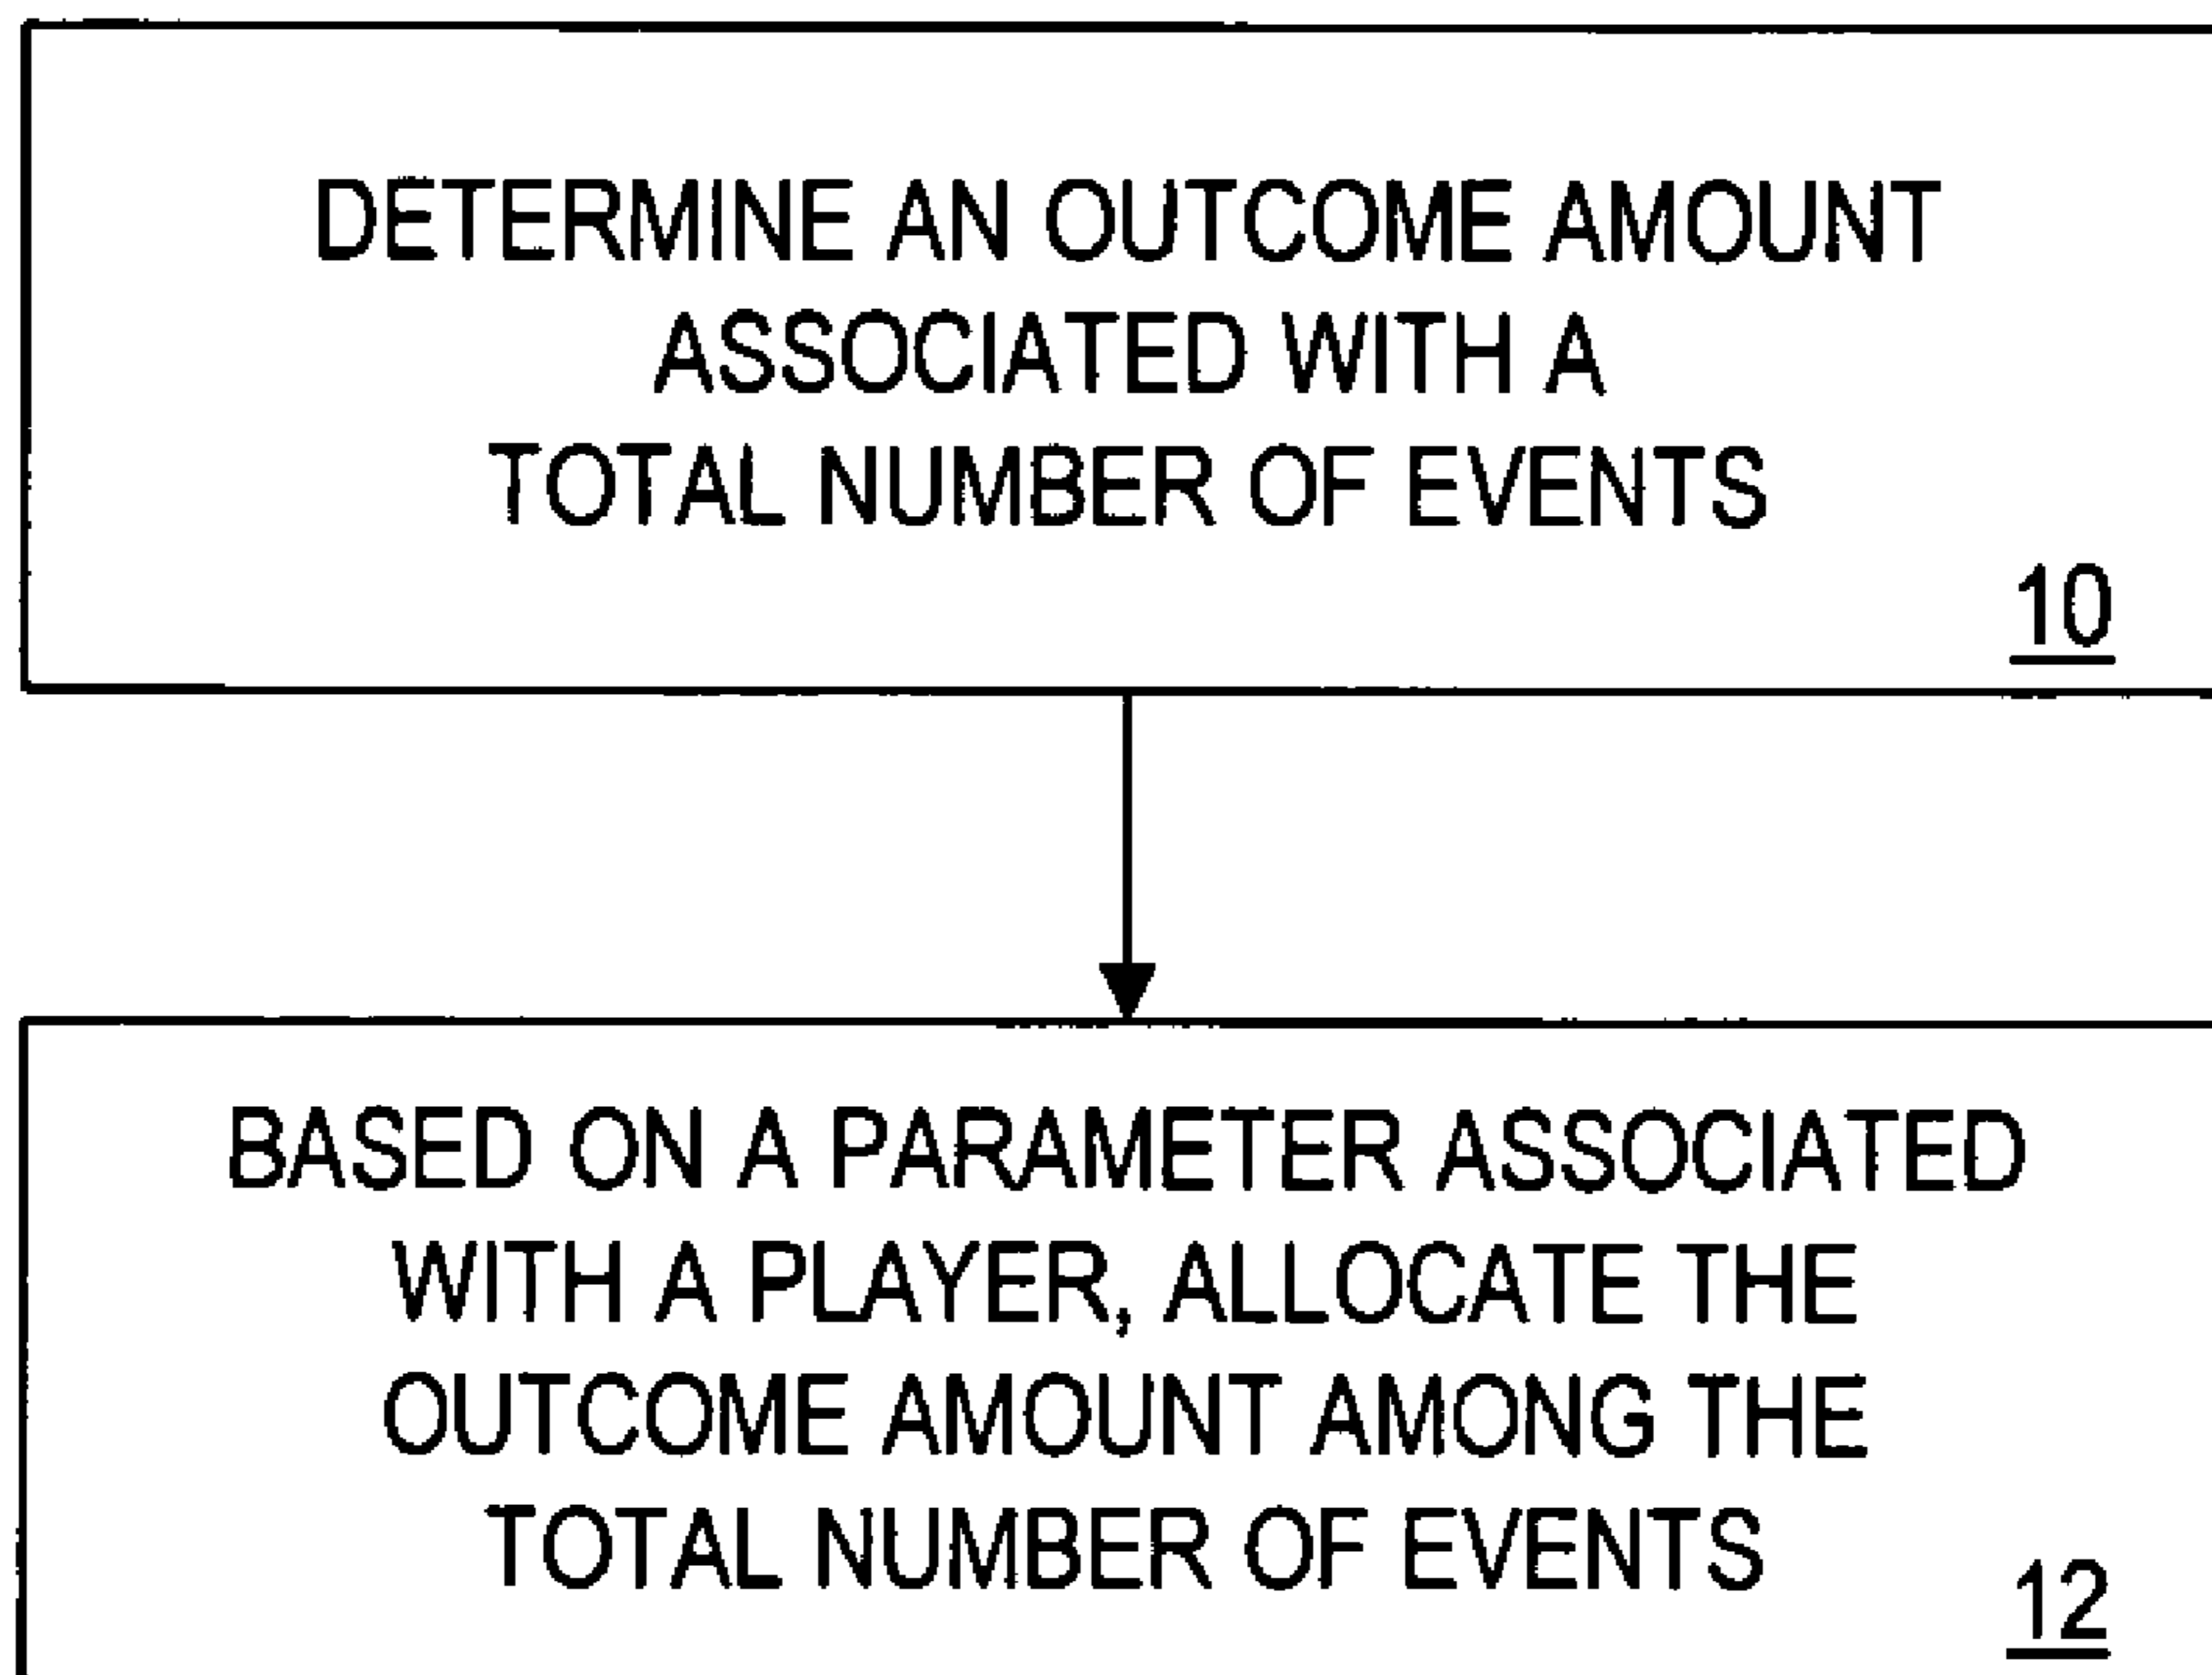 DETERMINE AN OUTCOME AMOUNT
ASSOCIATED WITH A
TOTAL NUMBER OF EVENTS
10
BASED ON A PARAMETER ASSOCIATED
WITH A PLAYER, ALLOCATE THE
OUTCOME AMOUNT AMONG THE
TOTAL NUMBER OF EVENTS
12